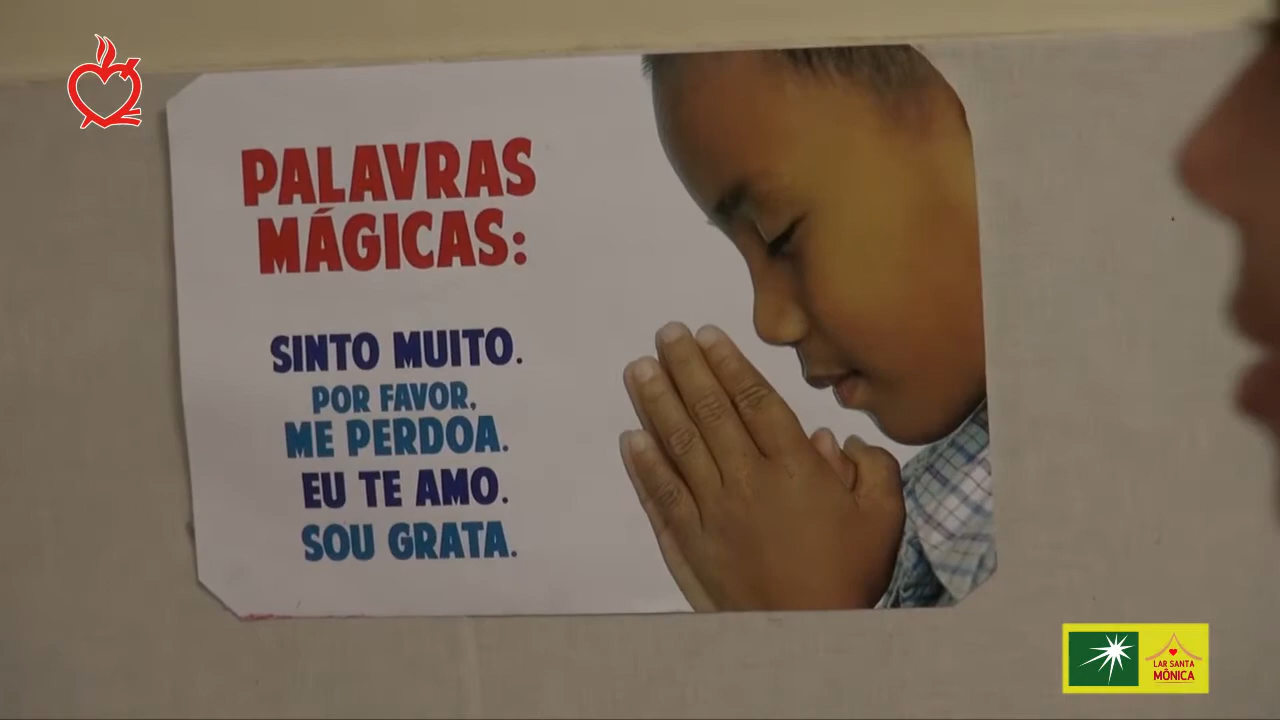 PALAVRAS
MÁGICAS:
SINTO MUITO.
POR FAVOR,
ME PERDOA.
EU TE AMO.
SOU GRATA.
LAR SANTA
MÔNICA